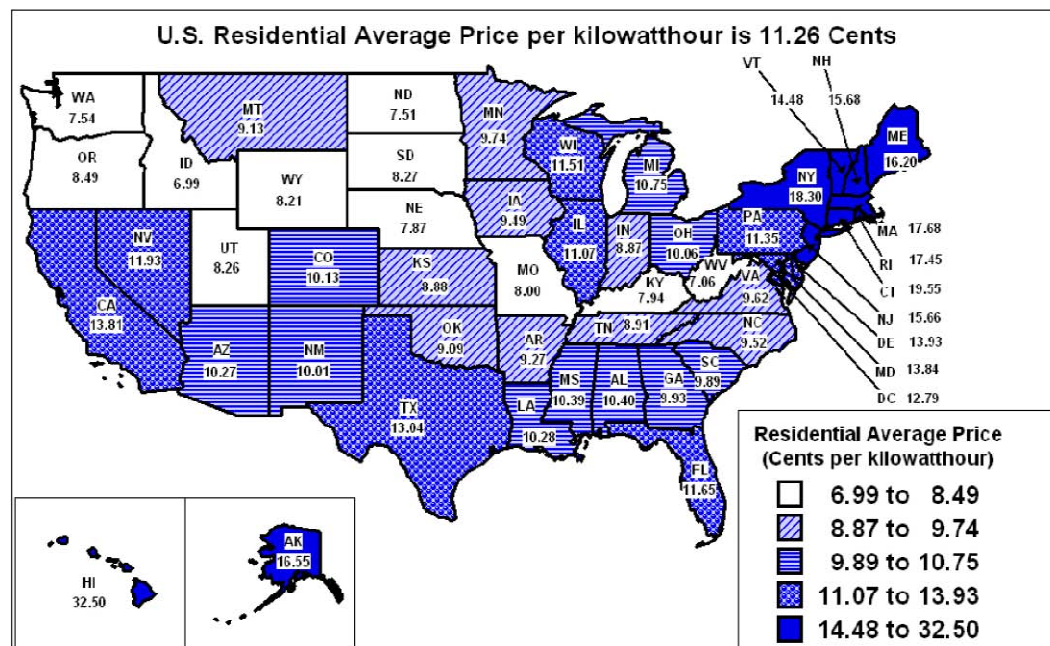 U.S. Residential Average Price per kilowatthour is 11.26 Cents
VT
14.48
NH
15.68
WA
7.54
MT
9.13
ND
7.51
MN
9.74
ME
16.20
OR
8.49
ID
6.99
WY
8.21
SD
8.27
WI
11.51
MI
10.75
NY
18.30
NV
11.93
UT
8.26
CO
10.13
NE
7.87
IA
9.49
IL
11.07
IN
8.87
OH
10.06
PA
11.35
CA
13.81
KS
8.88
MO
8.00
KY
7.94
WV
7.06
VA
9.62
MA 17.68
RI 17.45
CT 19.55
NJ 15.66
DE 13.93
MD 13.84
DC 12.79
AZ
10.27
NM
10.01
OK
9.09
AR
9.27
TN 8.91
NC
9.52
TX
13.04
LA
10.28
MS
10.39
AL
10.40
GA
9.93
SC
9.89
FL
11.65
HI
32.50
AK
16.55
Residential Average Price
(Cents per kilowatthour)
6.99 to 8.49
8.87 to 9.74
9.89 to 10.75
11.07 to 13.93
14.48 to 32.50